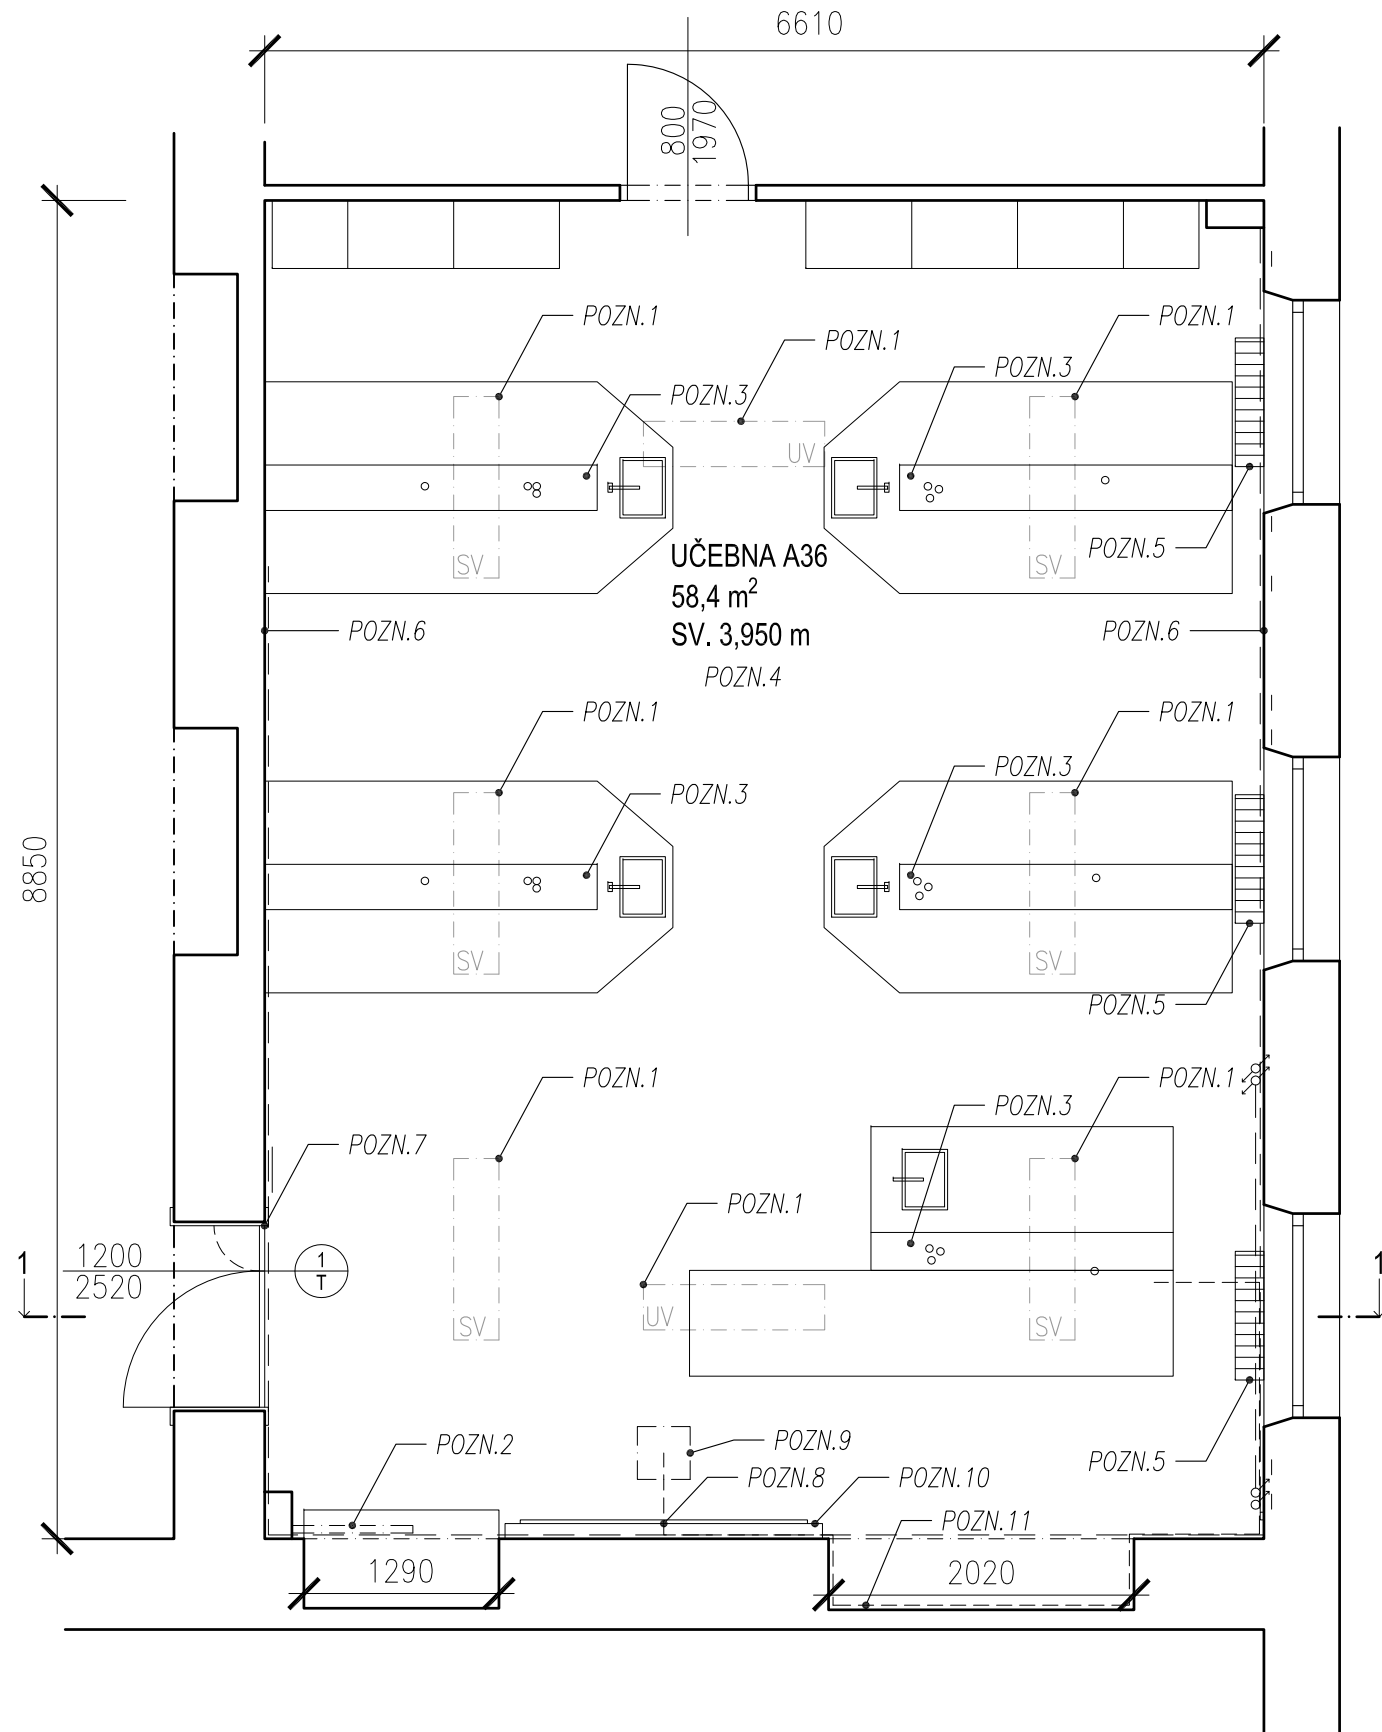 6610
800
1970
POZN.1
POZN.1
POZN.1
POZN.3
POZN.3
UV
SV
SV
POZN.5
UČEBNA A36
58,4 m²
SV. 3,950 m
POZN.4
POZN.6
POZN.6
POZN.1
POZN.1
POZN.3
POZN.3
8850
SV
SV
POZN.5
POZN.1
POZN.1
POZN.3
POZN.7
POZN.1
1
1200
2520
1
T
1
UV
SV
SV
POZN.2
POZN.9
POZN.8
POZN.10
POZN.5
POZN.11
1290
2020